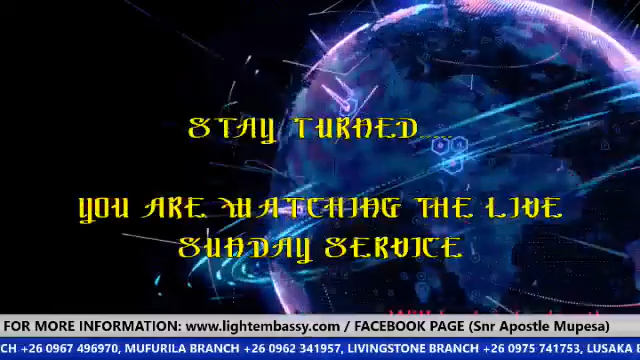 STAY TURNED.....
YOU ARE WATCHING THE LIVE
SUNDAY SERVICE
FOR MORE INFORMATION: www.lightembassy.com / FACEBOOK PAGE (Snr Apostle Mupesa)
CH +26 0967 496970, MUFURILA BRANCH +26 0962 341957, LIVINGSTONE BRANCH +26 0975 741753, LUSAKA